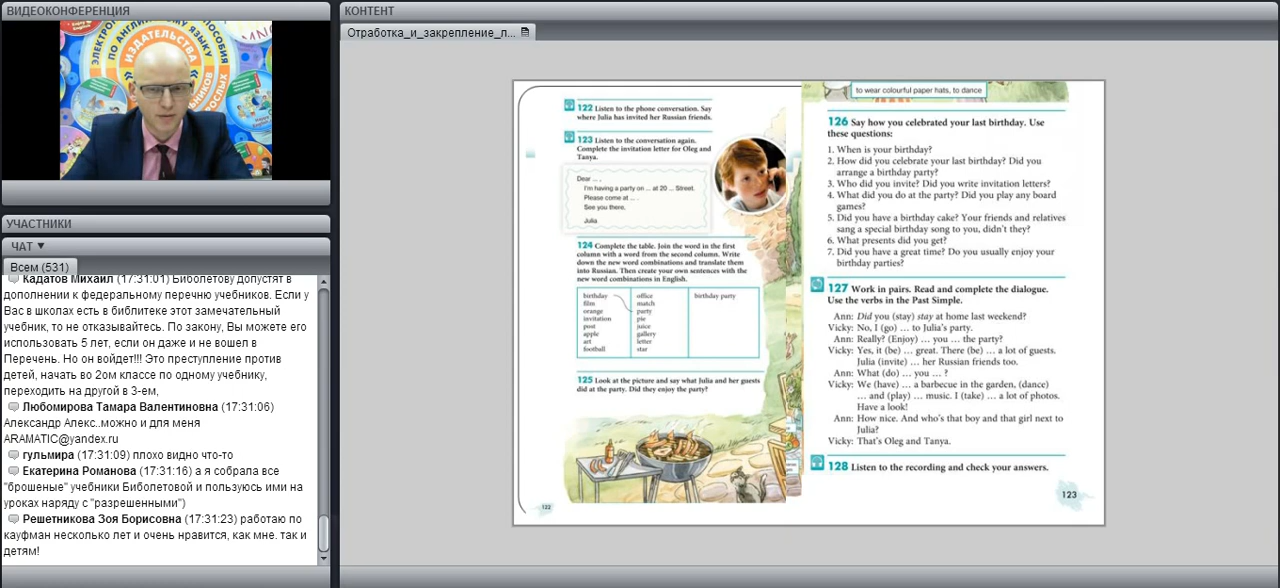 ВИДЕОКОНФЕРЕНЦИЯ
ЭЛЕКТРО
ПО АНГЛИЙСКОМУ ЯЗЫКУ
ПОСОБИЯ
ИЗДАТЕЛЬСТВА
УЧАСТНИКИ
ЧАТ ▼
Всем (531)
Кадатов Михаил (17:31:01) Биболетову допустят в
дополнении к федеральному перечню учебников. Если у
Вас в школах есть в библитеке этот замечательный
учебник, то не отказывайтесь. По закону, Вы можете его
использовать 5 лет, если он даже и не вошел в
Перечень. Но он войдет!!! Это преступление против
детей, начать во 2ом классе по одному учебнику,
переходить на другой в 3-ем,
Любомирова Тамара Валентиновна (17:31:06)
Александр Алекс..можно и для меня
ARAMATIC@yandex.ru
гульмира (17:31:09) плохо видно что-то
Екатерина Романова (17:31:16) а я собрала все
"брошеные" учебники Биболетовой и пользуюсь ими на
уроках наряду с "разрешенными")
Решетникова Зоя Борисовна (17:31:23) работаю по
кауфман несколько лет и очень нравится, как мне. так и
детям!
КОНТЕНТ
Отработка_и_закрепление_л...
122 Listen to the phone conversation. Say
where Julia has invited her Russian friends.
123 Listen to the conversation again.
Complete the invitation letter for Oleg and
Tanya.
Dear ... ,
I'm having a party on ... at 20 ... Street.
Please come at ... .
See you there,
Julia
124 Complete the table. Join the word in the first
column with a word from the second column. Write
down the new word combinations and translate them
into Russian. Then create your own sentences with the
new word combinations in English.
birthday office birthday party
film match
orange party
invitation pie
post juice
apple gallery
art letter
football star
125 Look at the picture and say what Julia and her guests
did at the party. Did they enjoy the party?
122
to wear colourful paper hats, to dance
126 Say how you celebrated your last birthday. Use
these questions:
1. When is your birthday?
2. How did you celebrate your last birthday? Did you
arrange a birthday party?
3. Who did you invite? Did you write invitation letters?
4. What did you do at the party? Did you play any board
games?
5. Did you have a birthday cake? Your friends and relatives
sang a special birthday song to you, didn't they?
6. What presents did you get?
7. Did you have a great time? Do you usually enjoy your
birthday parties?
127 Work in pairs. Read and complete the dialogue.
Use the verbs in the Past Simple.
Ann: Did you (stay) stay at home last weekend?
Vicky: No, I (go) ... to Julia's party.
Ann: Really? (Enjoy) ... you ... the party?
Vicky: Yes, it (be) ... great. There (be) ... a lot of guests.
Julia (invite) ... her Russian friends too.
Ann: What (do) ... you ... ?
Vicky: We (have) ... a barbecue in the garden, (dance)
... and (play) ... music. I (take) ... a lot of photos.
Have a look!
Ann: How nice. And who's that boy and that girl next to
Julia?
Vicky: That's Oleg and Tanya.
128 Listen to the recording and check your answers.
123